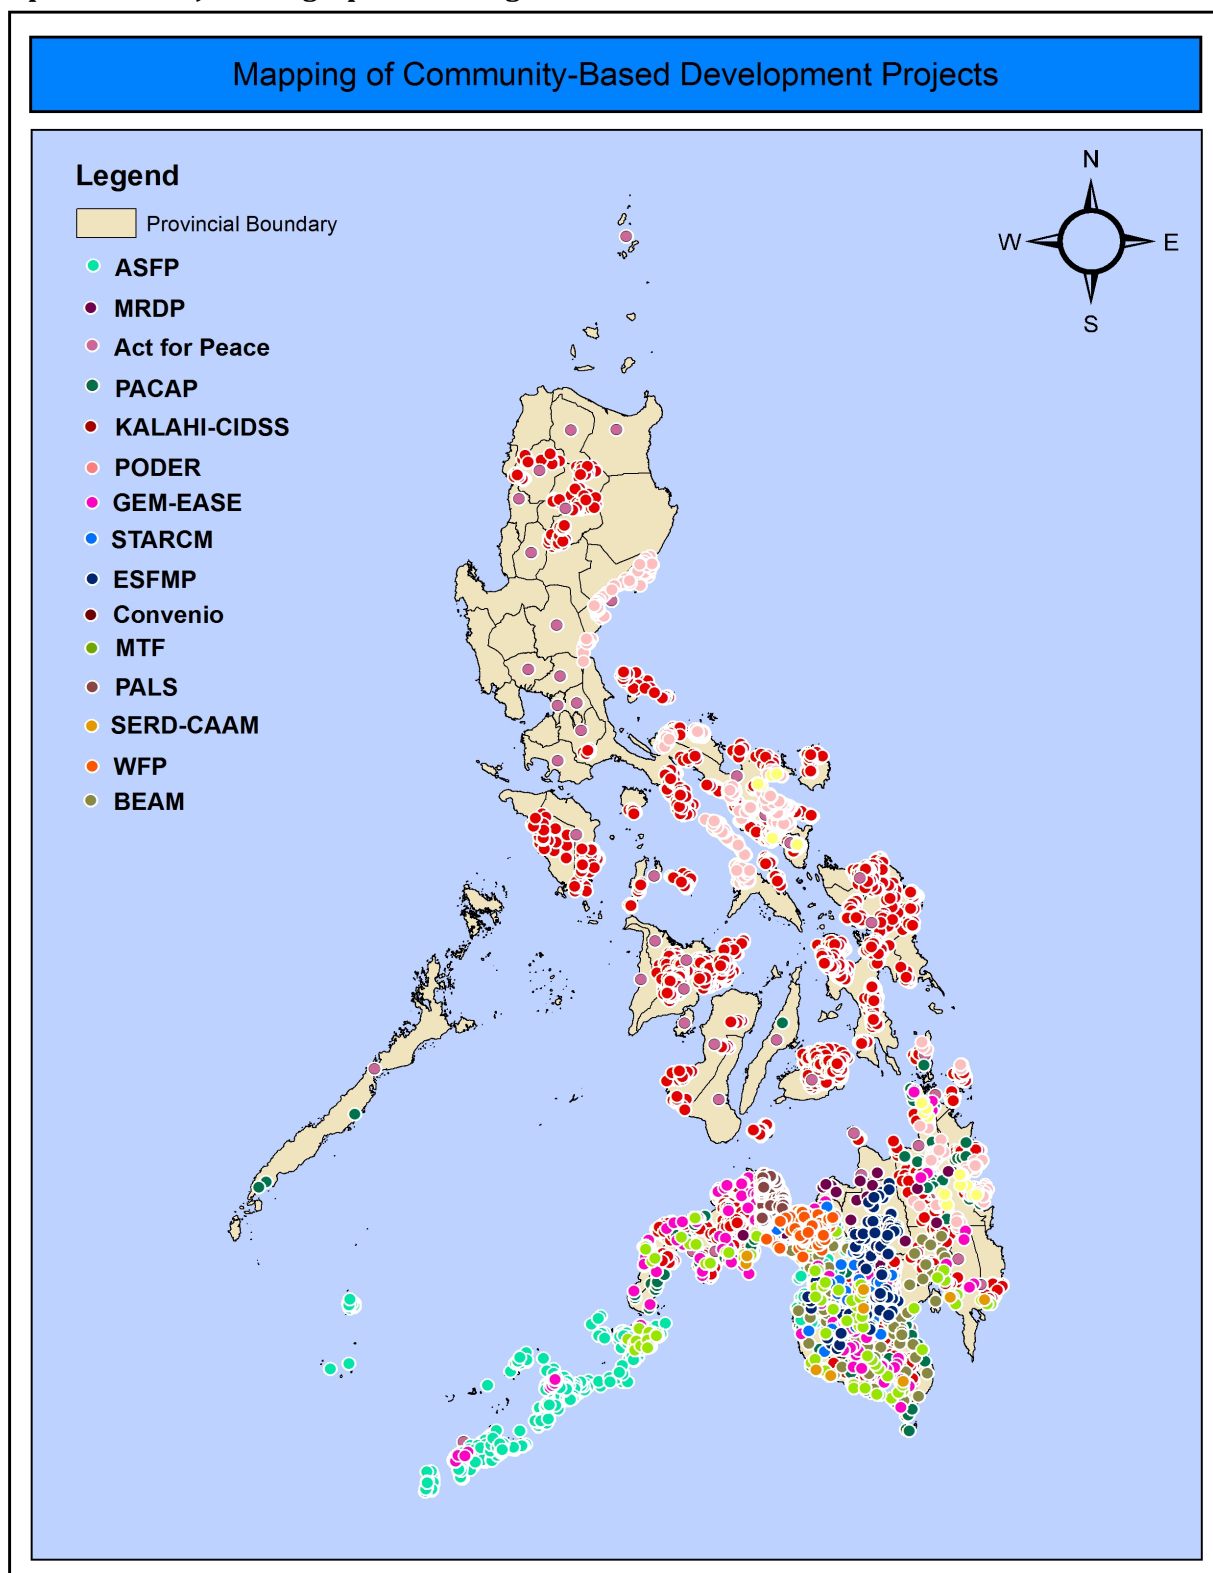 Mapping of Community-Based Development Projects
Legend
Provincial Boundary
ASFP
MRDP
Act for Peace
PACAP
KALAHI-CIDSS
PODER
GEM-EASE
STARCM
ESFMP
Convenio
MTF
PALS
SERD-CAAM
WFP
BEAM
N
W
E
S